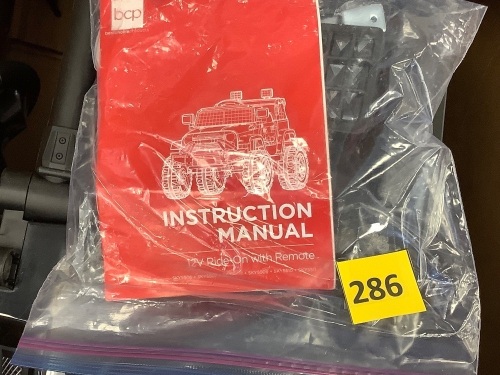 bcp
INSTRUCTION
MANUAL
12V Ride-On with Remote
286